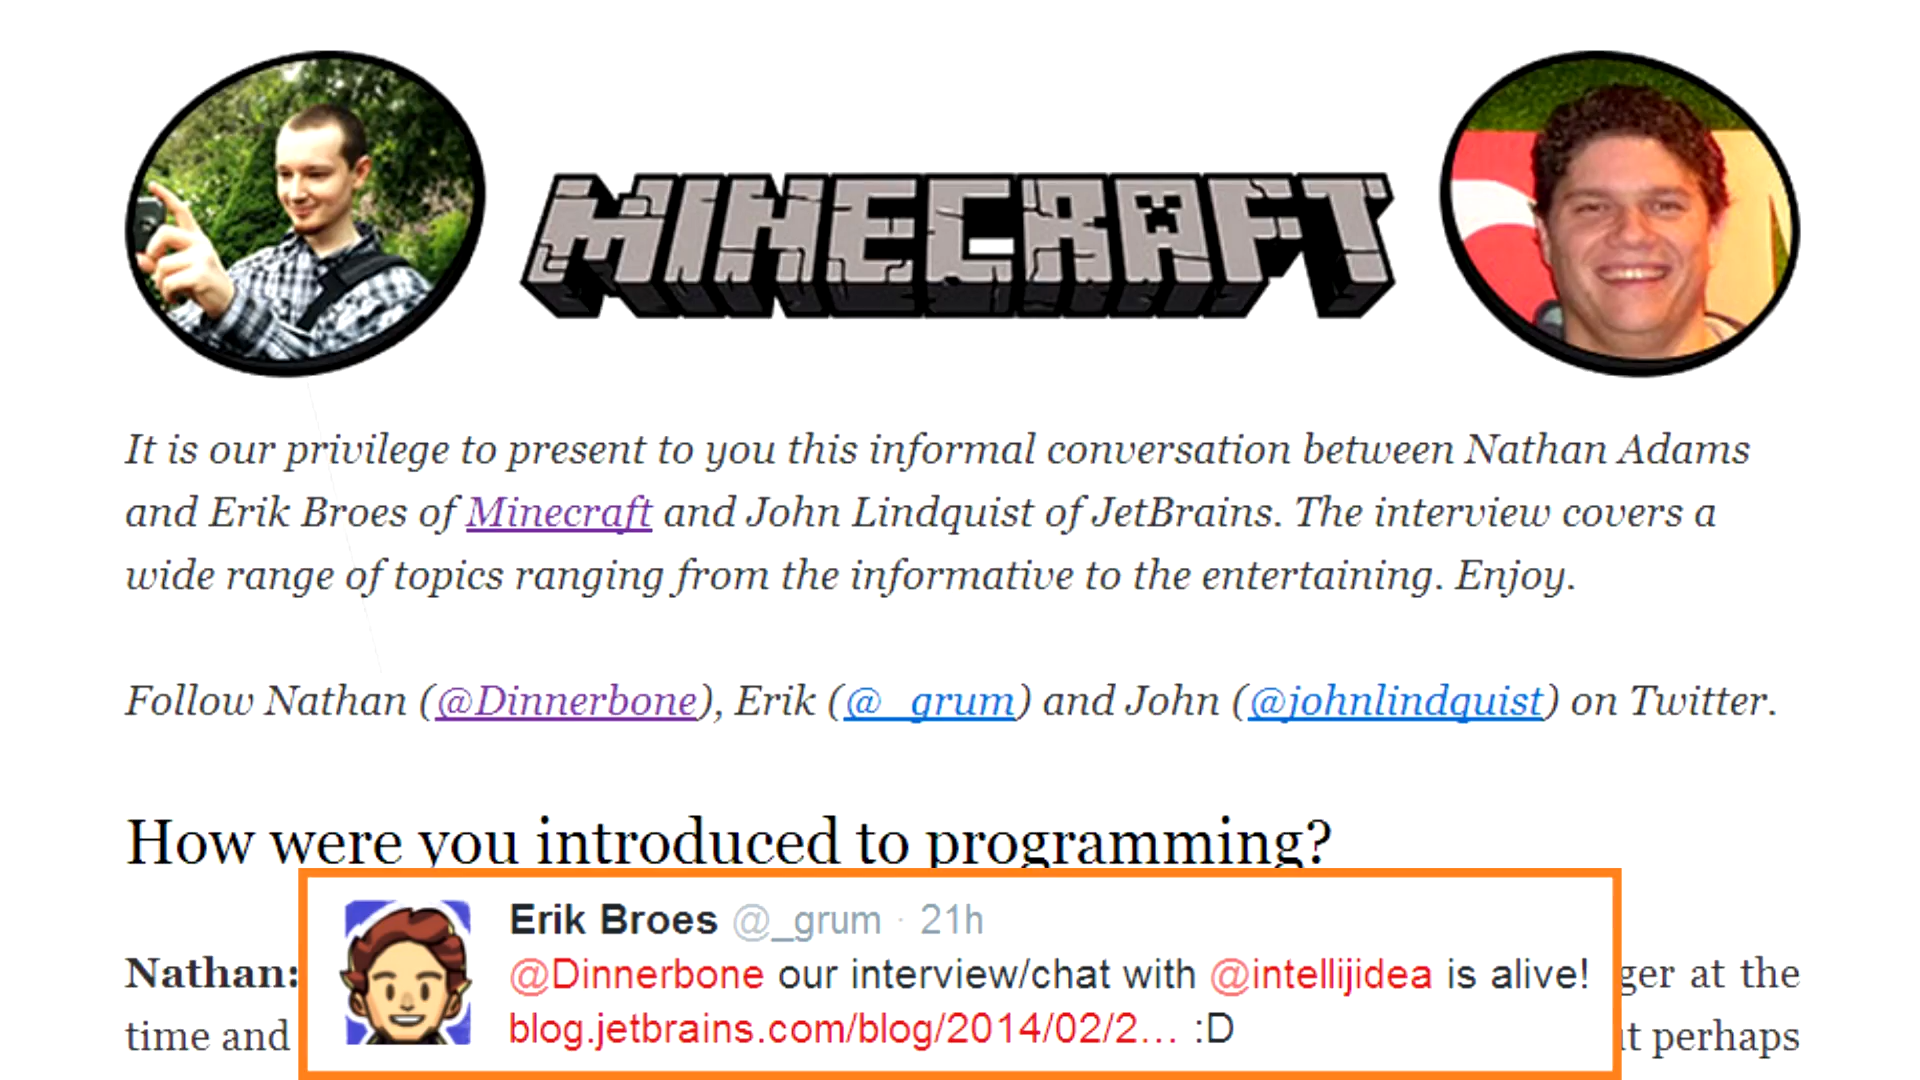 MINECRAFT
It is our privilege to present to you this informal conversation between Nathan Adams
and Erik Broes of Minecraft and John Lindquist of JetBrains. The interview covers a
wide range of topics ranging from the informative to the entertaining. Enjoy.
Follow Nathan (@Dinnerbone), Erik (@_grum) and John (@johnlindquist) on Twitter.
How were you introduced to programming?
Erik Broes @_grum · 21h
@Dinnerbone our interview/chat with @intellijidea is alive!
blog.jetbrains.com/blog/2014/02/2… :D
Nathan: at the
time and perhaps